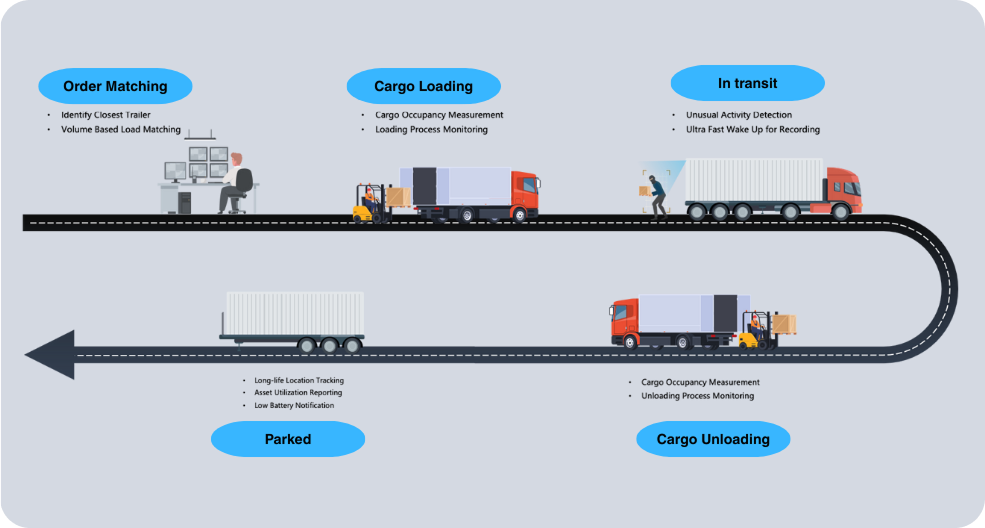 Order Matching
• Identify Closest Trailer
• Volume Based Load Matching
Cargo Loading
• Cargo Occupancy Measurement
• Loading Process Monitoring
In transit
• Unusual Activity Detection
• Ultra Fast Wake Up for Recording
• Cargo Occupancy Measurement
• Unloading Process Monitoring
Cargo Unloading
• Long-life Location Tracking
• Asset Utilization Reporting
• Low Battery Notification
Parked